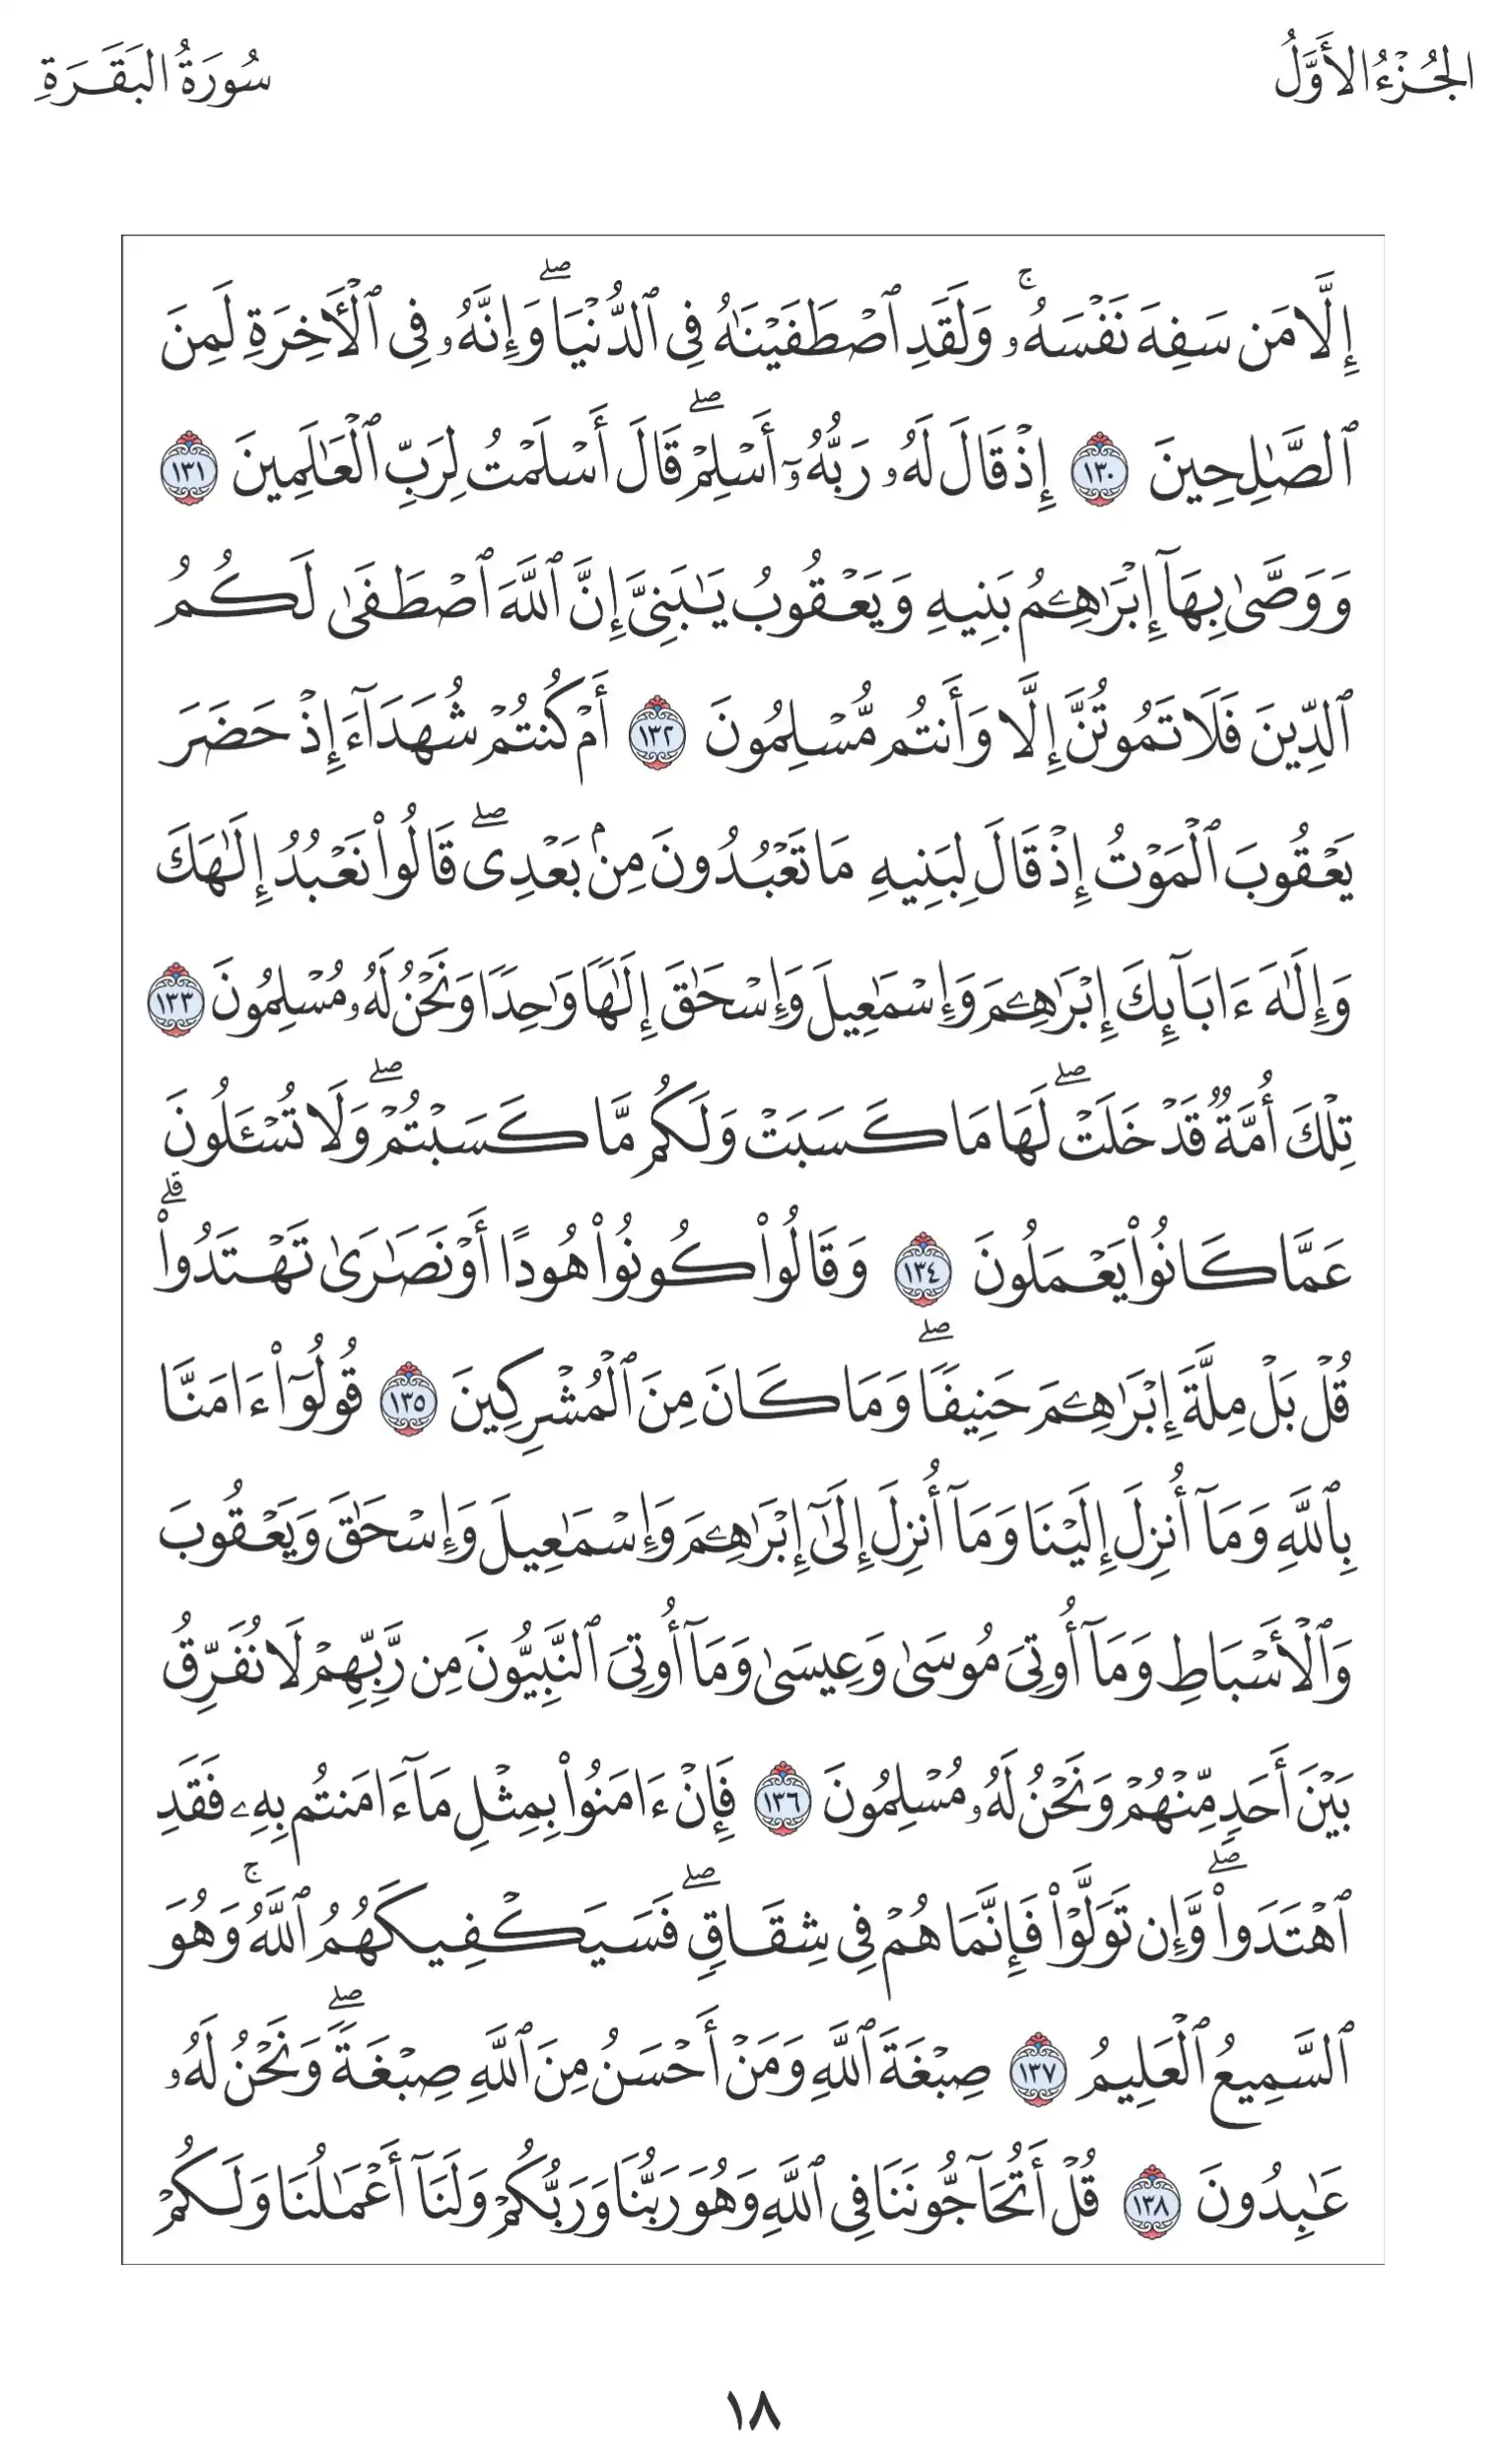 الجُزْءُ الأَوَّلُ
سُورَةُ البَقَرَةِ
إِلَّا مَن سَفِهَ نَفْسَهُۥۚ وَلَقَدِ ٱصْطَفَيْنَٰهُ فِى ٱلدُّنْيَاۖ وَإِنَّهُۥ فِى ٱلْأَخِرَةِ لَمِنَ
ٱلصَّٰلِحِينَ ١٣٠ إِذْ قَالَ لَهُۥ رَبُّهُۥٓ أَسْلِمْۖ قَالَ أَسْلَمْتُ لِرَبِّ ٱلْعَٰلَمِينَ ١٣١
وَوَصَّىٰ بِهَآ إِبْرَٰهِۦمُ بَنِيهِ وَيَعْقُوبُ يَٰبَنِىَّ إِنَّ ٱللَّهَ ٱصْطَفَىٰ لَكُمُ
ٱلدِّينَ فَلَا تَمُوتُنَّ إِلَّا وَأَنتُم مُّسْلِمُونَ ١٣٢ أَمْ كُنتُمْ شُهَدَآءَ إِذْ حَضَرَ
يَعْقُوبَ ٱلْمَوْتُ إِذْ قَالَ لِبَنِيهِ مَا تَعْبُدُونَ مِنۢ بَعْدِىۖ قَالُوا۟ نَعْبُدُ إِلَٰهَكَ
وَإِلَٰهَ ءَابَآئِكَ إِبْرَٰهِۦمَ وَإِسْمَٰعِيلَ وَإِسْحَٰقَ إِلَٰهًا وَٰحِدًا وَنَحْنُ لَهُۥ مُسْلِمُونَ ١٣٣
تِلْكَ أُمَّةٌ قَدْ خَلَتْۖ لَهَا مَا كَسَبَتْ وَلَكُم مَّا كَسَبْتُمْۖ وَلَا تُسْـَٔلُونَ
عَمَّا كَانُوا۟ يَعْمَلُونَ ١٣٤ وَقَالُوا۟ كُونُوا۟ هُودًا أَوْ نَصَٰرَىٰ تَهْتَدُوا۟ۗ
قُلْ بَلْ مِلَّةَ إِبْرَٰهِۦمَ حَنِيفًاۖ وَمَا كَانَ مِنَ ٱلْمُشْرِكِينَ ١٣٥ قُولُوٓا۟ ءَامَنَّا
بِٱللَّهِ وَمَآ أُنزِلَ إِلَيْنَا وَمَآ أُنزِلَ إِلَىٰٓ إِبْرَٰهِۦمَ وَإِسْمَٰعِيلَ وَإِسْحَٰقَ وَيَعْقُوبَ
وَٱلْأَسْبَاطِ وَمَآ أُوتِىَ مُوسَىٰ وَعِيسَىٰ وَمَآ أُوتِىَ ٱلنَّبِيُّونَ مِن رَّبِّهِمْ لَا نُفَرِّقُ
بَيْنَ أَحَدٍ مِّنْهُمْ وَنَحْنُ لَهُۥ مُسْلِمُونَ ١٣٦ فَإِنْ ءَامَنُوا۟ بِمِثْلِ مَآ ءَامَنتُم بِهِۦ فَقَدِ
ٱهْتَدَوا۟ۖ وَّإِن تَوَلَّوْا۟ فَإِنَّمَا هُمْ فِى شِقَاقٍۖ فَسَيَكْفِيكَهُمُ ٱللَّهُۚ وَهُوَ
ٱلسَّمِيعُ ٱلْعَلِيمُ ١٣٧ صِبْغَةَ ٱللَّهِ وَمَنْ أَحْسَنُ مِنَ ٱللَّهِ صِبْغَةًۖ وَنَحْنُ لَهُۥ
عَٰبِدُونَ ١٣٨ قُلْ أَتُحَآجُّونَنَا فِى ٱللَّهِ وَهُوَ رَبُّنَا وَرَبُّكُمْ وَلَنَآ أَعْمَٰلُنَا وَلَكُمْ
١٨